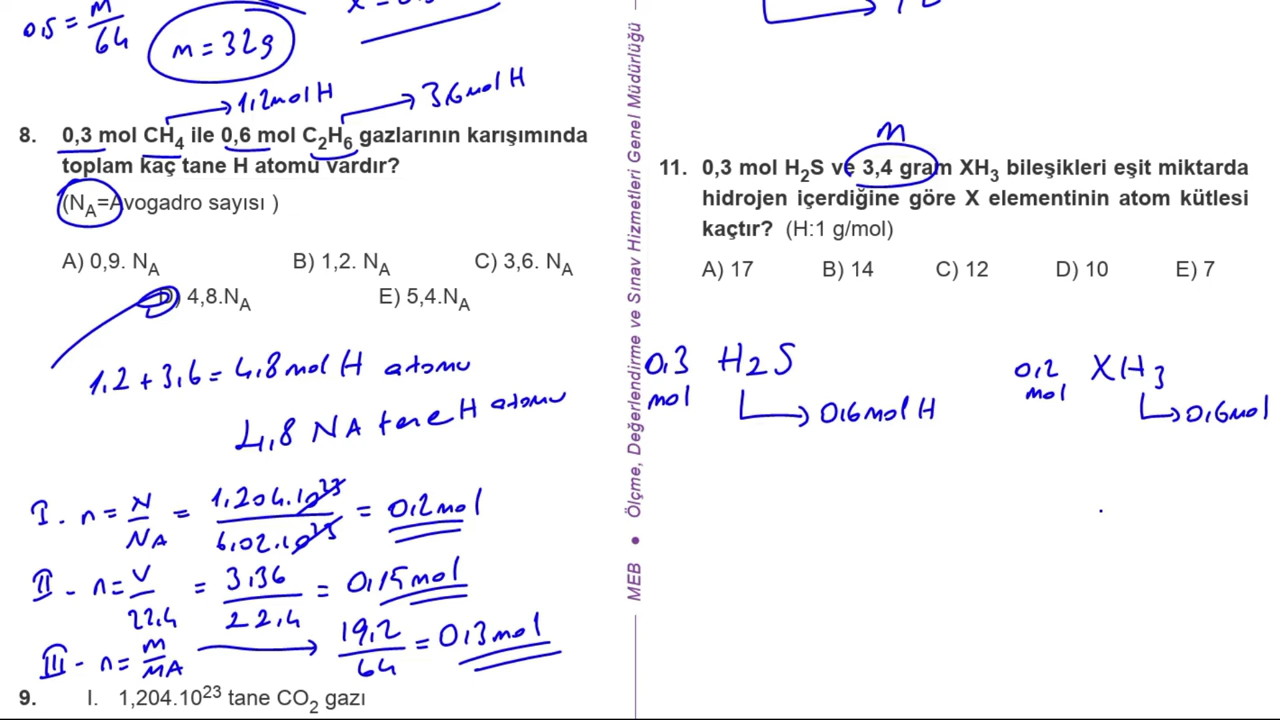 0,5 = m/64
m = 32g
1,2 mol H
3,6 mol H
8. 0,3 mol CH4 ile 0,6 mol C2H6 gazlarının karışımında
toplam kaç tane H atomu vardır?
(NA=Avogadro sayısı )
A) 0,9. NA B) 1,2. NA C) 3,6. NA
D) 4,8.NA E) 5,4.NA
1,2 + 3,6 = 4,8 mol H atomu
4,8 NA tane H atomu
I - n = N/NA = 1,204.10^23/6,02.10^23 = 0,2 mol
II - n = V/22,4 = 3,36/22,4 = 0,15 mol
III - n = m/MA → 19,2/64 = 0,3 mol
9. I. 1,204.10^23 tane CO2 gazı
MEB ● Ölçme, Değerlendirme ve Sınav Hizmetleri Genel Müdürlüğü
m
11. 0,3 mol H2S ve 3,4 gram XH3 bileşikleri eşit miktarda
hidrojen içerdiğine göre X elementinin atom kütlesi
kaçtır? (H:1 g/mol)
A) 17 B) 14 C) 12 D) 10 E) 7
0,3 mol H2S
0,6 mol H
0,2 mol XH3
0,6 mol